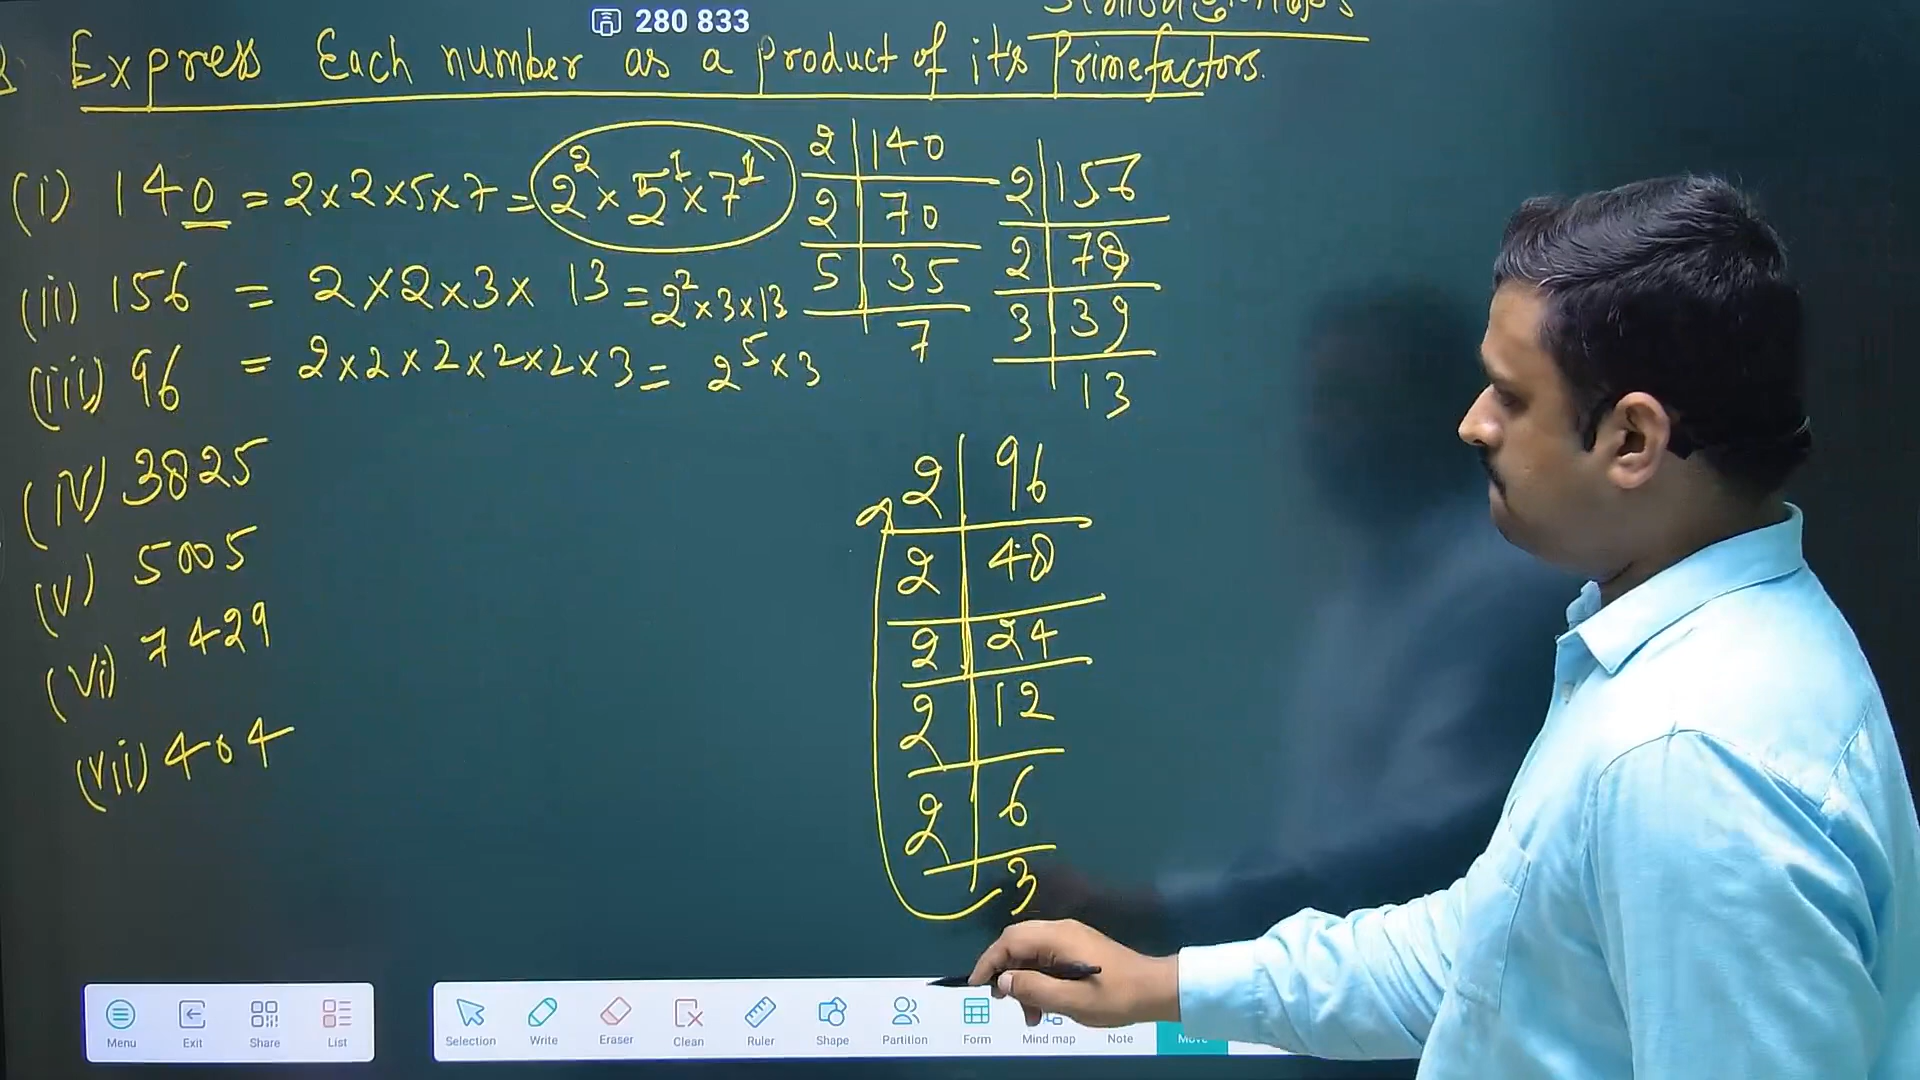 280 833
Express Each number as a product of it's Primefactors.
(i) 140 = 2×2×5×7 = 2² × 5¹ × 7¹
(ii) 156 = 2 × 2 × 3 × 13 = 2² × 3 × 13
(iii) 96 = 2 × 2 × 2 × 2 × 2 × 3 = 2⁵ × 3
(iv) 3825
(v) 5005
(vi) 7429
(vii) 404
2 | 140
2 | 70
5 | 35
7
2 | 156
2 | 78
3 | 39
13
2 | 96
2 | 48
2 | 24
2 | 12
2 | 6
3
Menu Exit Share List
Selection Write Eraser Clean Ruler Shape Partition Form Mind map Note Move